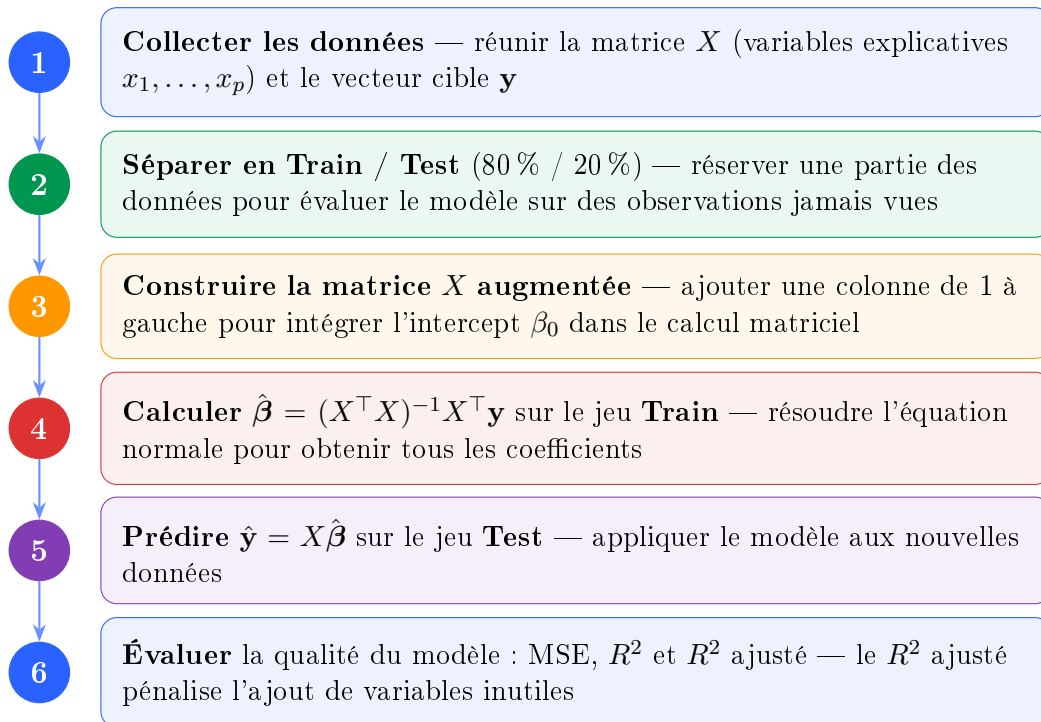 1
Collecter les données — réunir la matrice X (variables explicatives
x₁, …, xₚ) et le vecteur cible y
2
Séparer en Train / Test (80 % / 20 %) — réserver une partie des
données pour évaluer le modèle sur des observations jamais vues
3
Construire la matrice X augmentée — ajouter une colonne de 1 à
gauche pour intégrer l'intercept β₀ dans le calcul matriciel
4
Calculer β̂ = (X⊤X)⁻¹X⊤y sur le jeu Train — résoudre l'équation
normale pour obtenir tous les coefficients
5
Prédire ŷ = Xβ̂ sur le jeu Test — appliquer le modèle aux nouvelles
données
6
Évaluer la qualité du modèle : MSE, R² et R² ajusté — le R² ajusté
pénalise l'ajout de variables inutiles